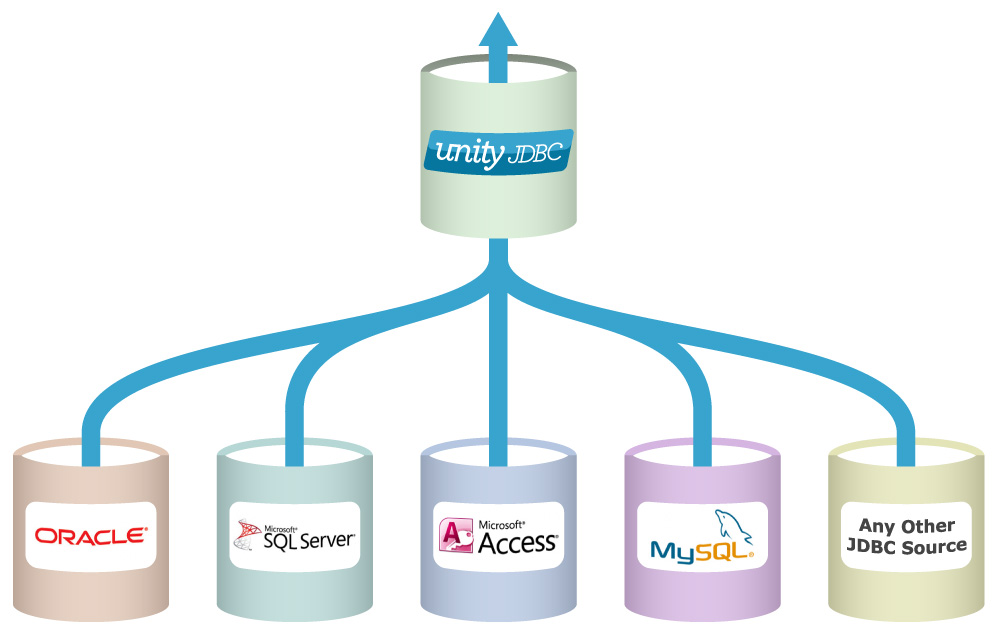 unity JDBC
ORACLE®
Microsoft®
SQL Server®
Microsoft®
Access®
MySQL®
Any Other
JDBC Source